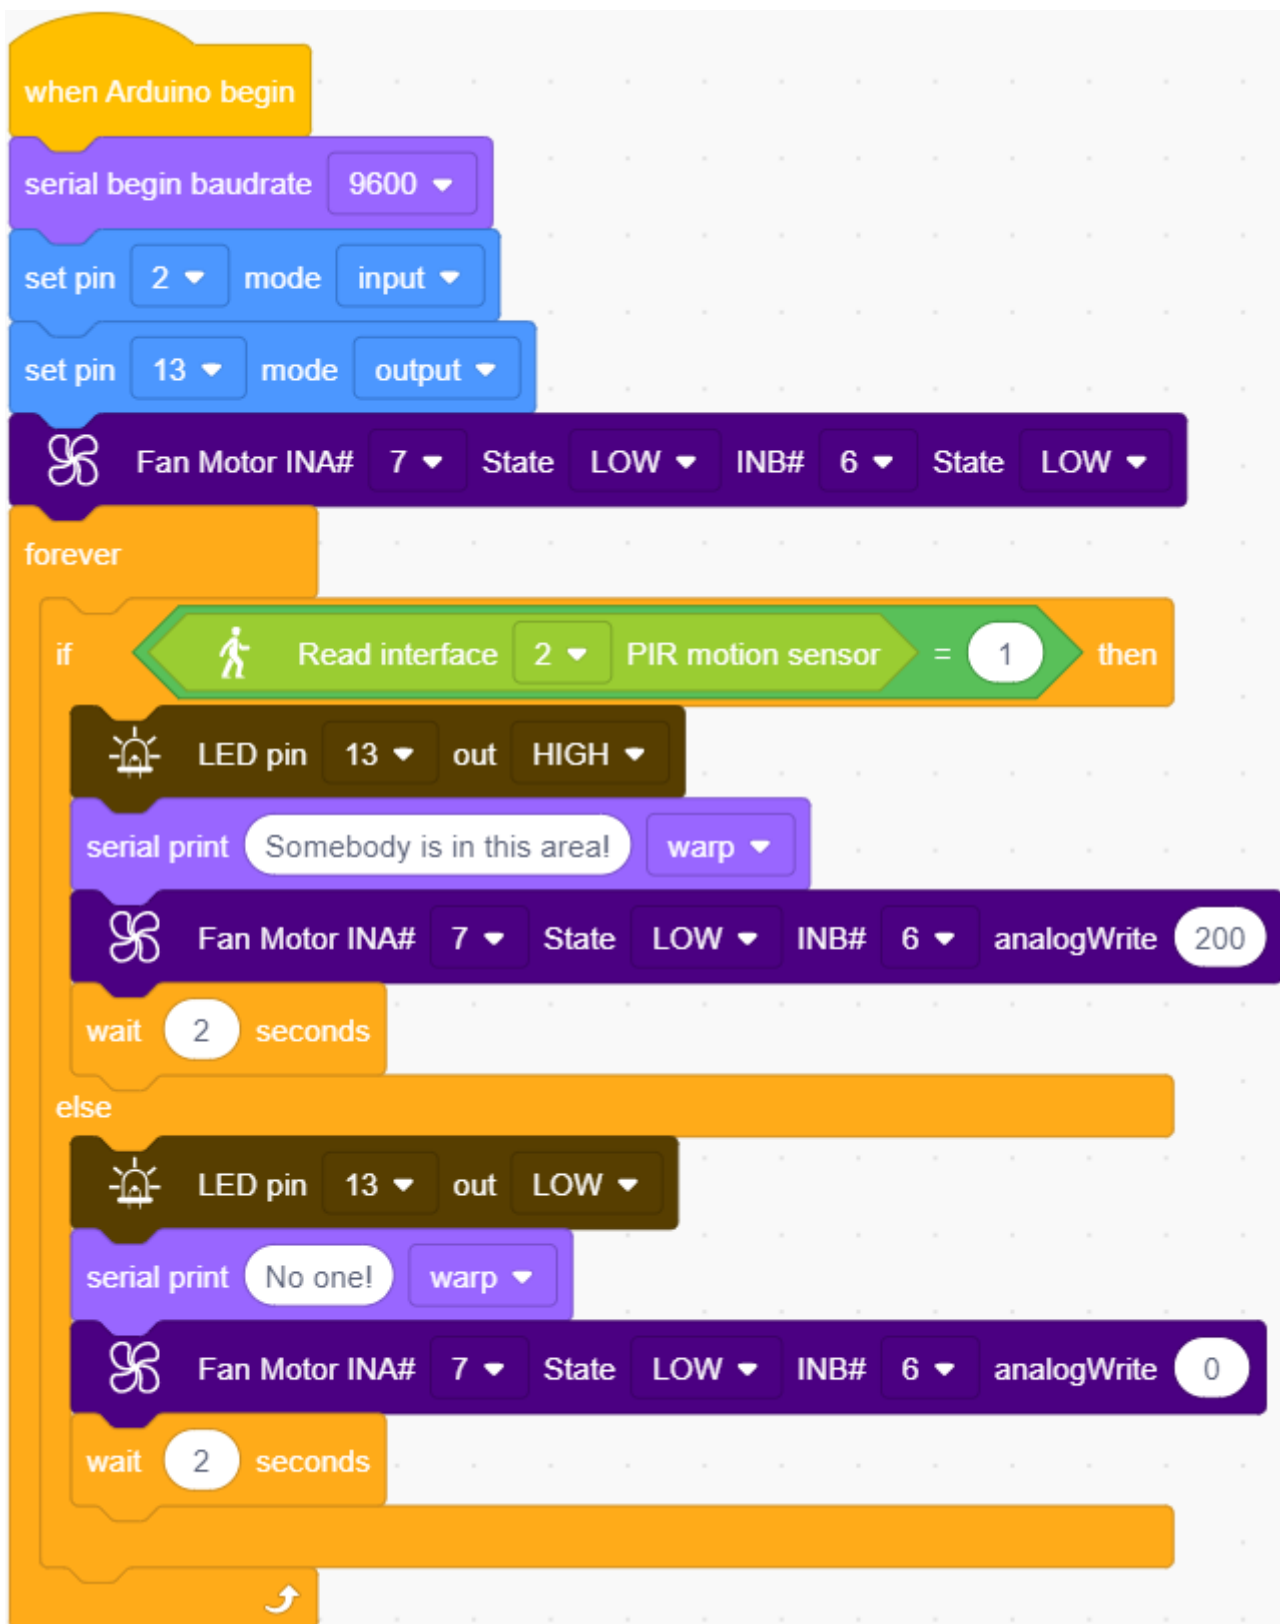 when Arduino begin
serial begin baudrate 9600
set pin 2 mode input
set pin 13 mode output
Fan Motor INA# 7 State LOW INB# 6 State LOW
forever
if Read interface 2 PIR motion sensor = 1 then
LED pin 13 out HIGH
serial print Somebody is in this area! warp
Fan Motor INA# 7 State LOW INB# 6 analogWrite 200
wait 2 seconds
else
LED pin 13 out LOW
serial print No one! warp
Fan Motor INA# 7 State LOW INB# 6 analogWrite 0
wait 2 seconds